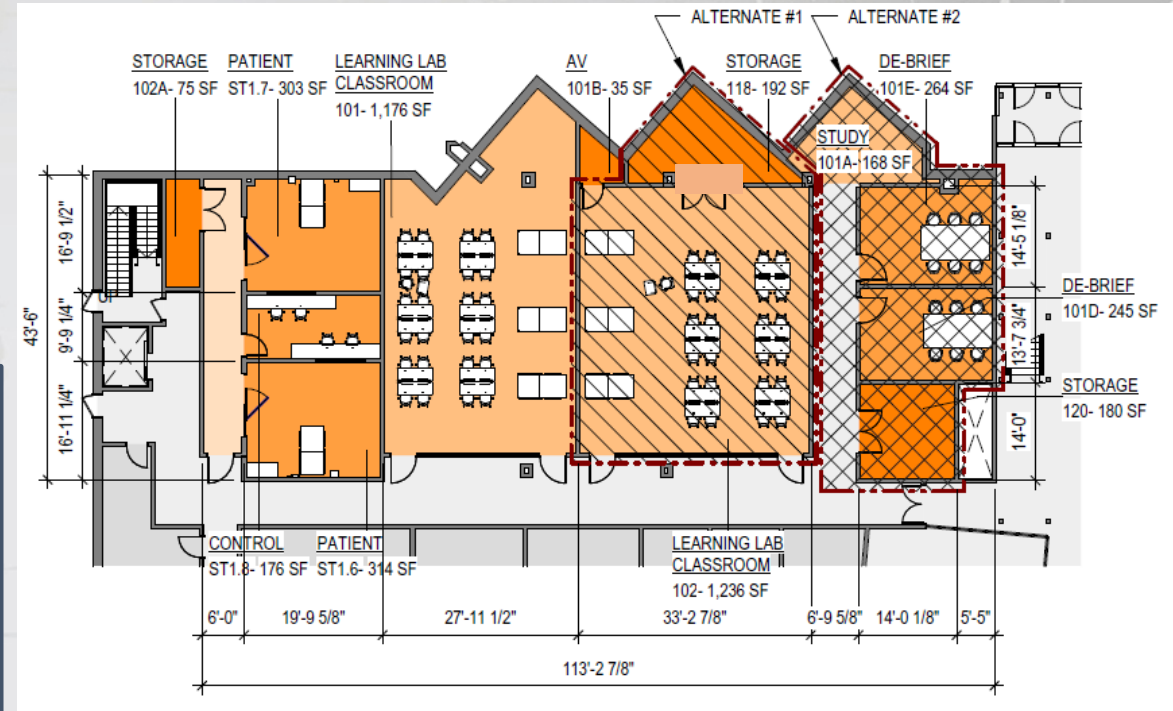 ALTERNATE #1
ALTERNATE #2
STORAGE
102A- 75 SF
PATIENT
ST1.7- 303 SF
LEARNING LAB
CLASSROOM
101- 1,176 SF
AV
101B- 35 SF
STORAGE
118- 192 SF
DE-BRIEF
101E- 264 SF
STUDY
101A- 168 SF
43'-6"
16'-9 1/2"
9'-9 1/4"
16'-11 1/4"
14'-5 1/8"
13'-7 3/4"
14'-0"
DE-BRIEF
101D- 245 SF
STORAGE
120- 180 SF
CONTROL
ST1.8- 176 SF
PATIENT
ST1.6- 314 SF
LEARNING LAB
CLASSROOM
102- 1,236 SF
6'-0"
19'-9 5/8"
27'-11 1/2"
33'-2 7/8"
6'-9 5/8"
14'-0 1/8"
5'-5"
113'-2 7/8"